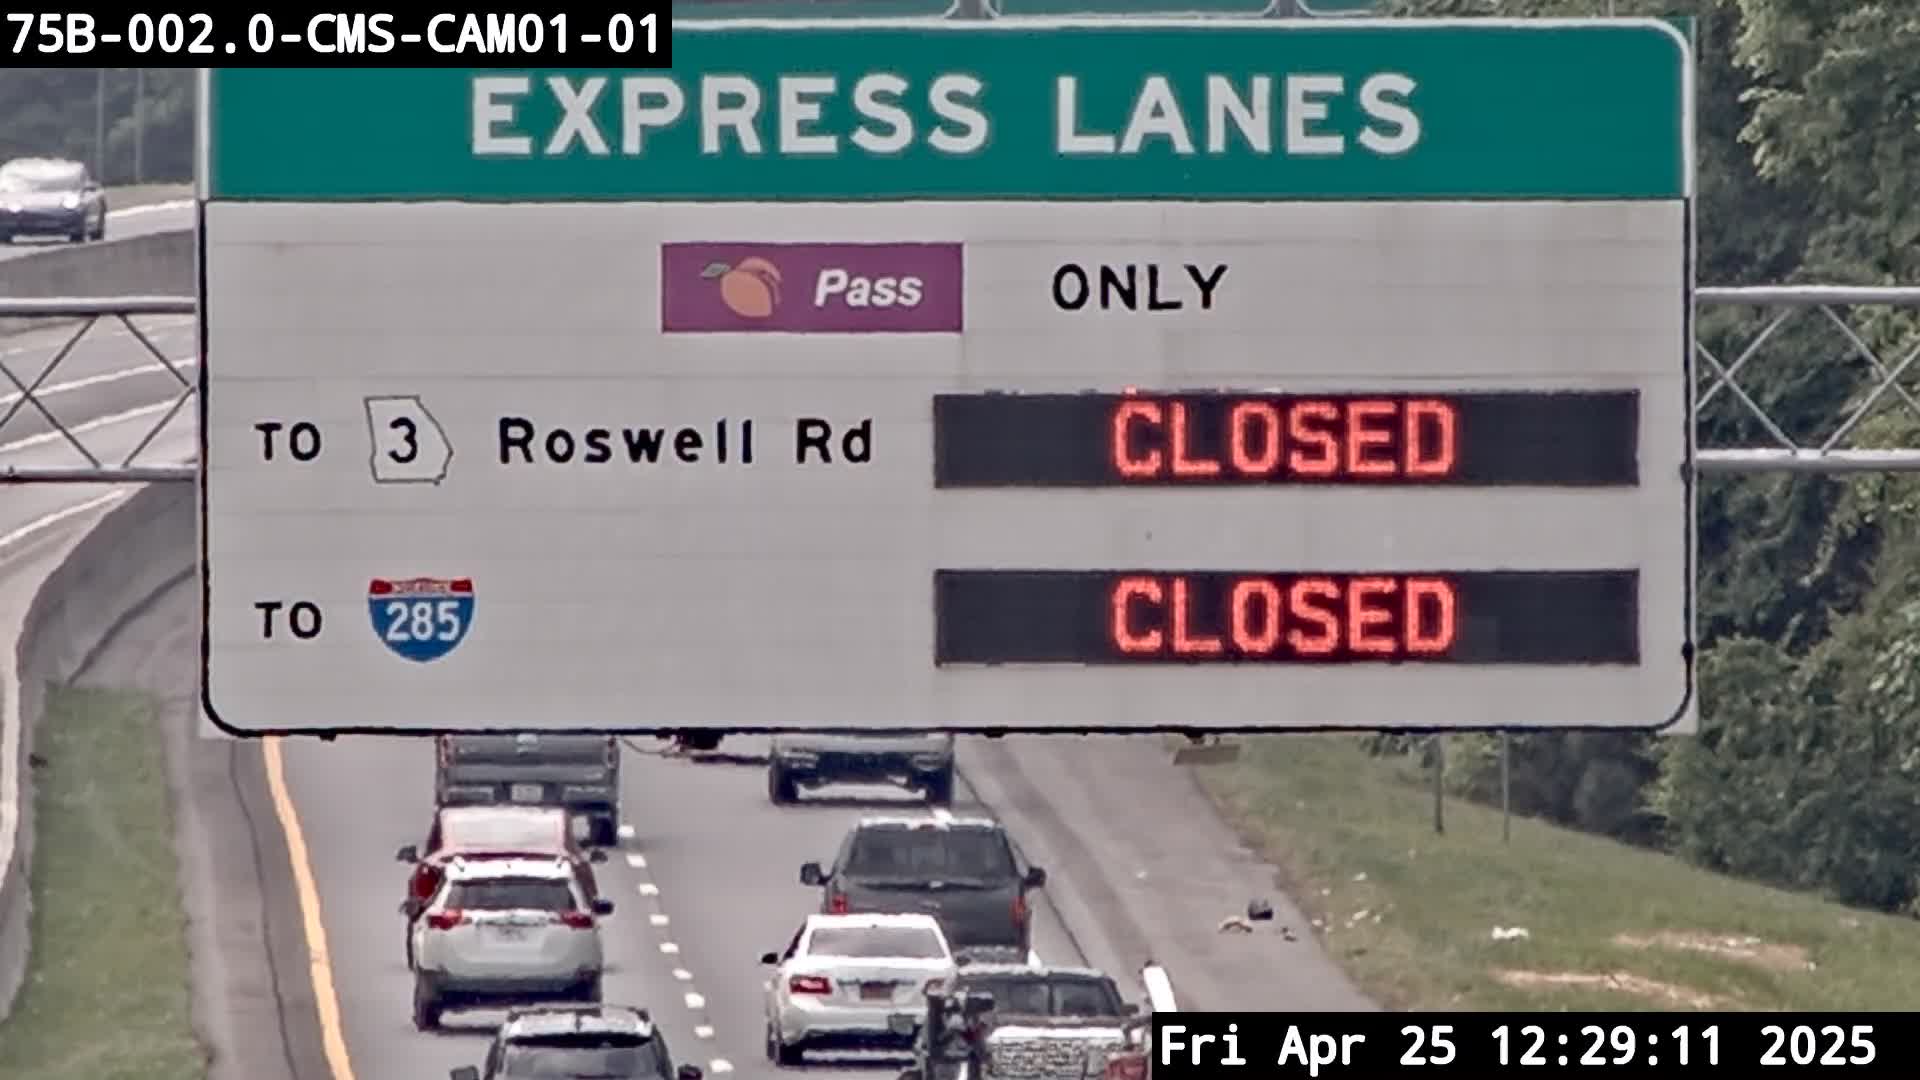 75B-002.0-CMS-CAM01-01
EXPRESS LANES
Pass ONLY
TO 3 Roswell Rd CLOSED
TO 285 CLOSED
Fri Apr 25 12:29:11 2025